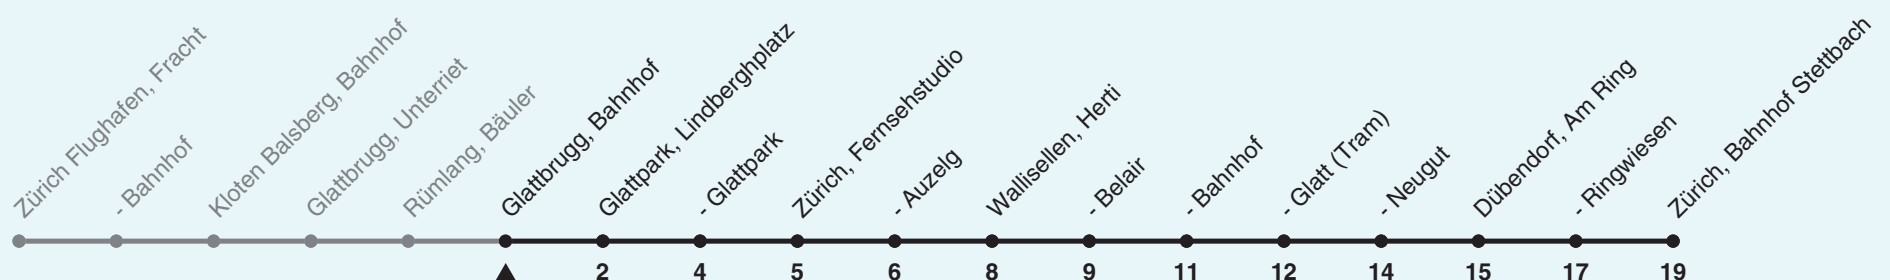 Zürich Flughafen, Fracht
- Bahnhof
Kloten Balsberg, Bahnhof
Glattbrugg, Unterriet
Rümlang, Bäuler
Glattbrugg, Bahnhof
Glattpark, Lindberghplatz
- Glattpark
Zürich, Fernsehstudio
- Auzelg
Wallisellen, Herti
- Belair
- Bahnhof
- Glatt (Tram)
- Neugut
Dübendorf, Am Ring
- Ringwiesen
Zürich, Bahnhof Stettbach
2 4 5 6 8 9 11 12 14 15 17 19